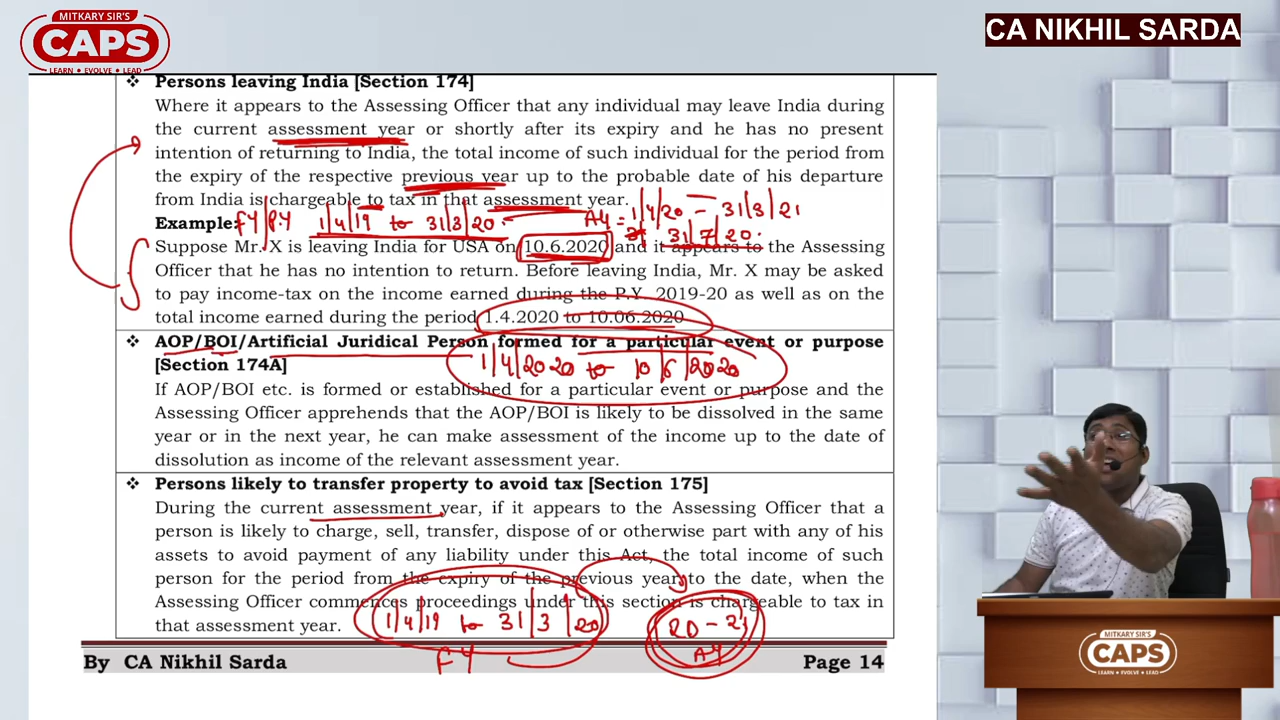 MITKARY SIR'S
CAPS
LEARN • EVOLVE • LEAD
CA NIKHIL SARDA
❖ Persons leaving India [Section 174]
Where it appears to the Assessing Officer that any individual may leave India during
the current assessment year or shortly after its expiry and he has no present
intention of returning to India, the total income of such individual for the period from
the expiry of the respective previous year up to the probable date of his departure
from India is chargeable to tax in that assessment year.
Example:
FY/P.Y 1/4/19 to 31/3/20
AY = 1/4/20 - 31/3/21
31/7/20
Suppose Mr. X is leaving India for USA on 10.6.2020 and it appears to the Assessing
Officer that he has no intention to return. Before leaving India, Mr. X may be asked
to pay income-tax on the income earned during the P.Y. 2019-20 as well as on the
total income earned during the period 1.4.2020 to 10.06.2020
❖ AOP/BOI/Artificial Juridical Person formed for a particular event or purpose
[Section 174A]
1/4/2020 to 10/6/2020
If AOP/BOI etc. is formed or established for a particular event or purpose and the
Assessing Officer apprehends that the AOP/BOI is likely to be dissolved in the same
year or in the next year, he can make assessment of the income up to the date of
dissolution as income of the relevant assessment year.
❖ Persons likely to transfer property to avoid tax [Section 175]
During the current assessment year, if it appears to the Assessing Officer that a
person is likely to charge, sell, transfer, dispose of or otherwise part with any of his
assets to avoid payment of any liability under this Act, the total income of such
person for the period from the expiry of the previous year to the date, when the
Assessing Officer commences proceedings under this section is chargeable to tax in
that assessment year.
1/4/19 to 31/3/20
20-21
FY
AY
By CA Nikhil Sarda
Page 14
MITKARY SIR'S
CAPS
LEARN • EVOLVE • LEAD